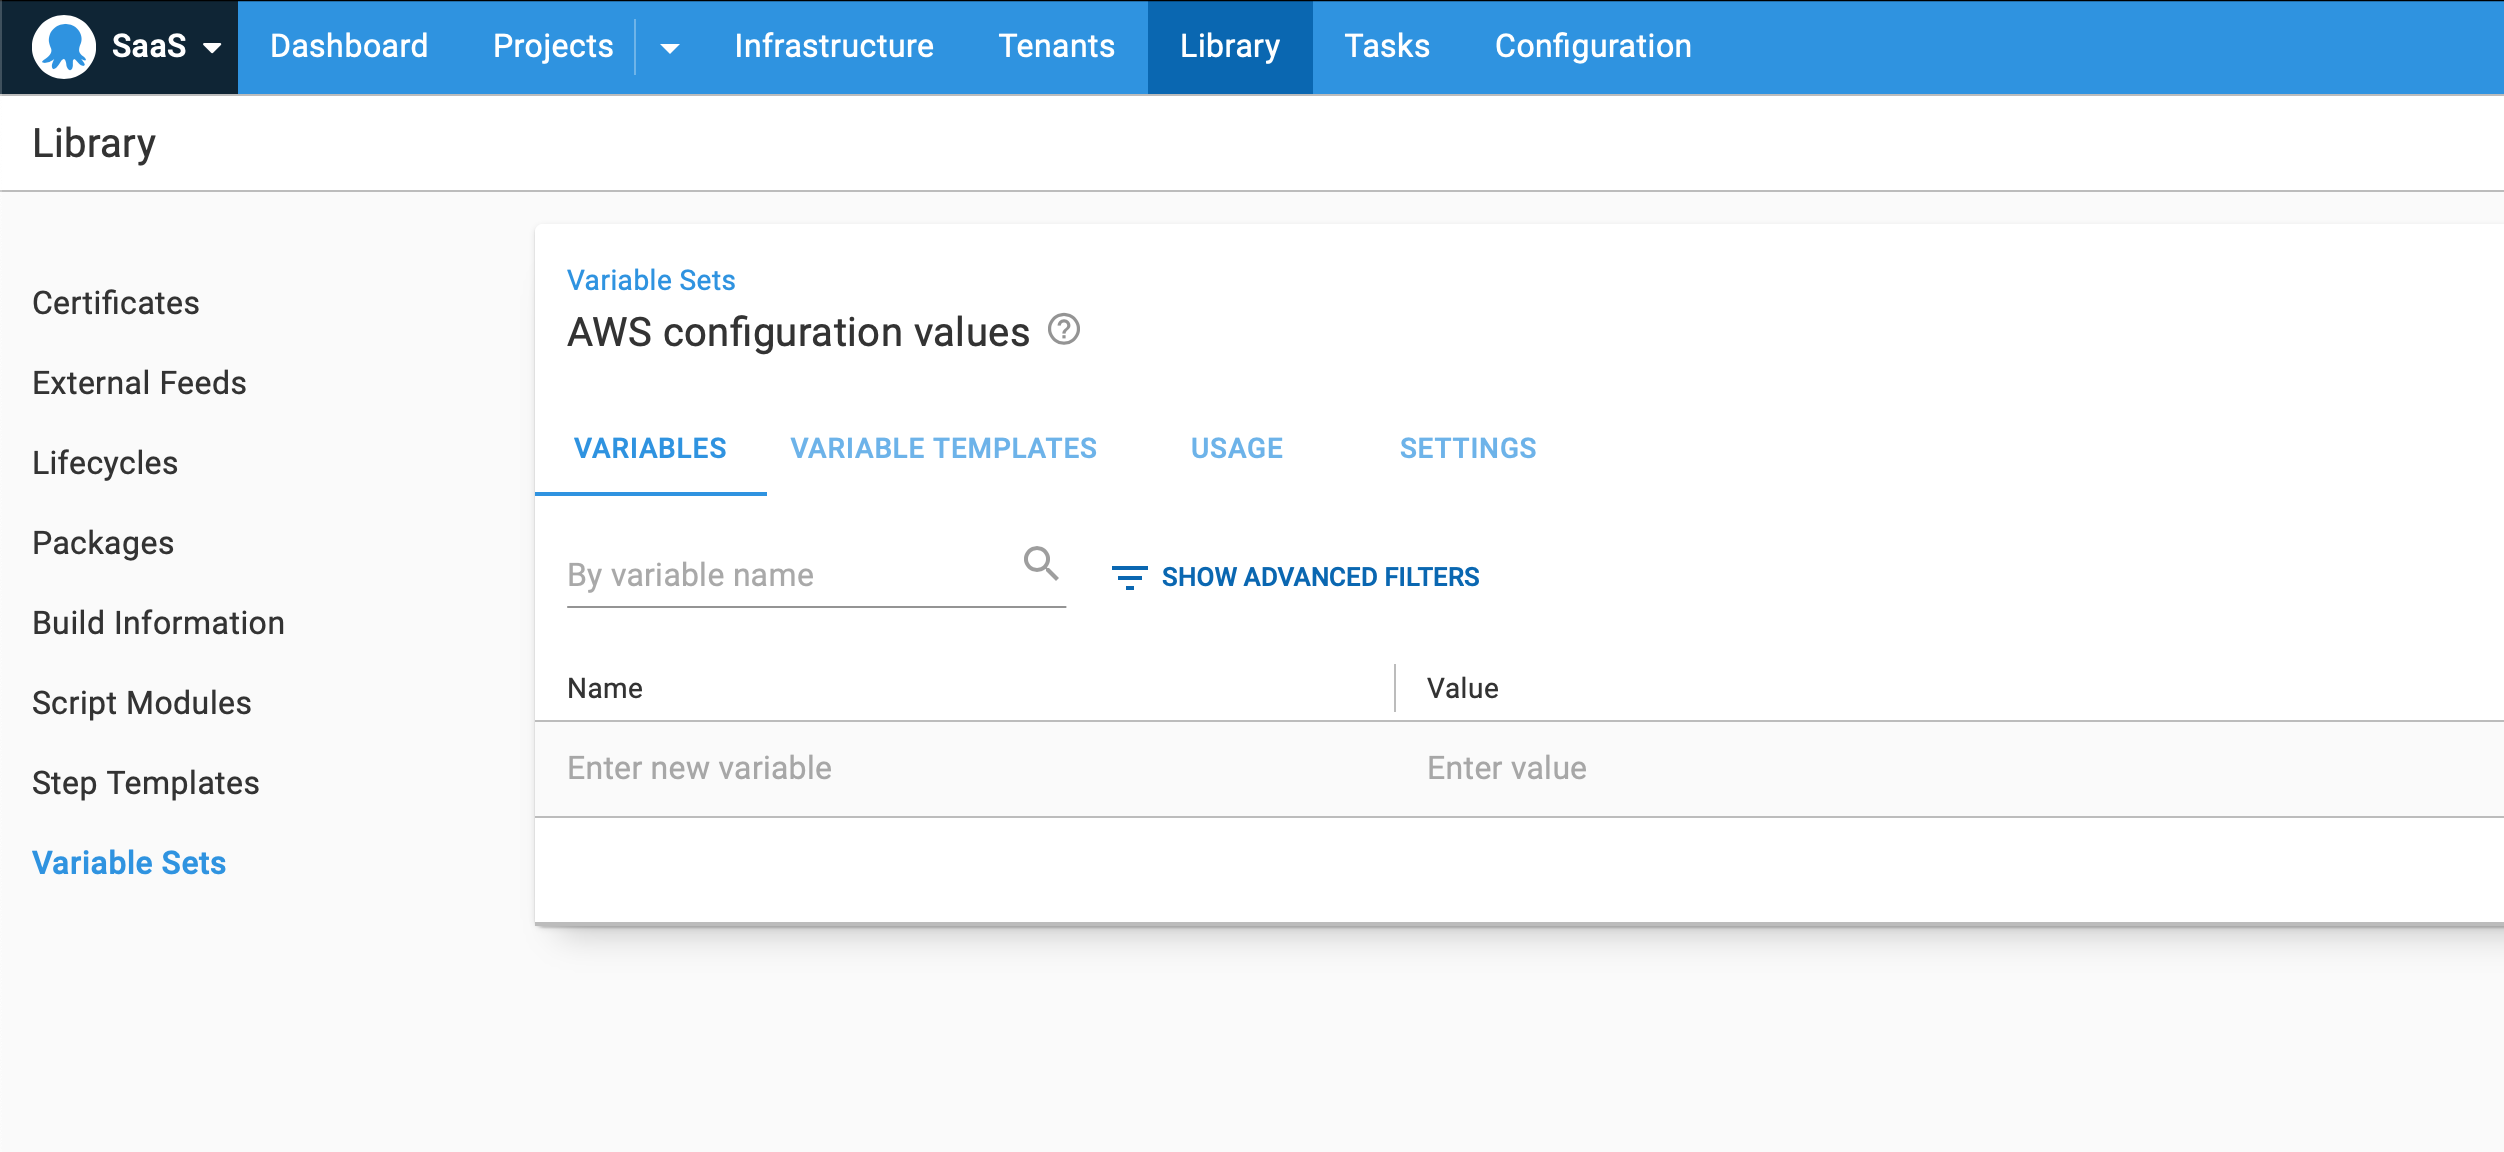 SaaS Dashboard Projects Infrastructure Tenants Library Tasks Configuration
Library
Certificates
External Feeds
Lifecycles
Packages
Build Information
Script Modules
Step Templates
Variable Sets
Variable Sets
AWS configuration values ?
VARIABLES VARIABLE TEMPLATES USAGE SETTINGS
By variable name SHOW ADVANCED FILTERS
Name Value
Enter new variable Enter value